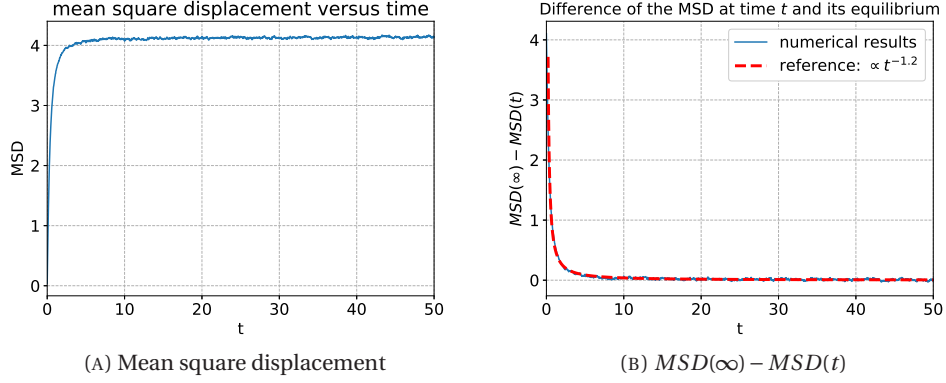 mean square displacement versus time
MSD
4
3
2
1
0
0 10 20 30 40 50
t
(A) Mean square displacement
Difference of the MSD at time t and its equilibrium
numerical results
reference: ∝ t^{-1.2}
MSD(∞) − MSD(t)
4
3
2
1
0
0 10 20 30 40 50
t
(B) MSD(∞) − MSD(t)